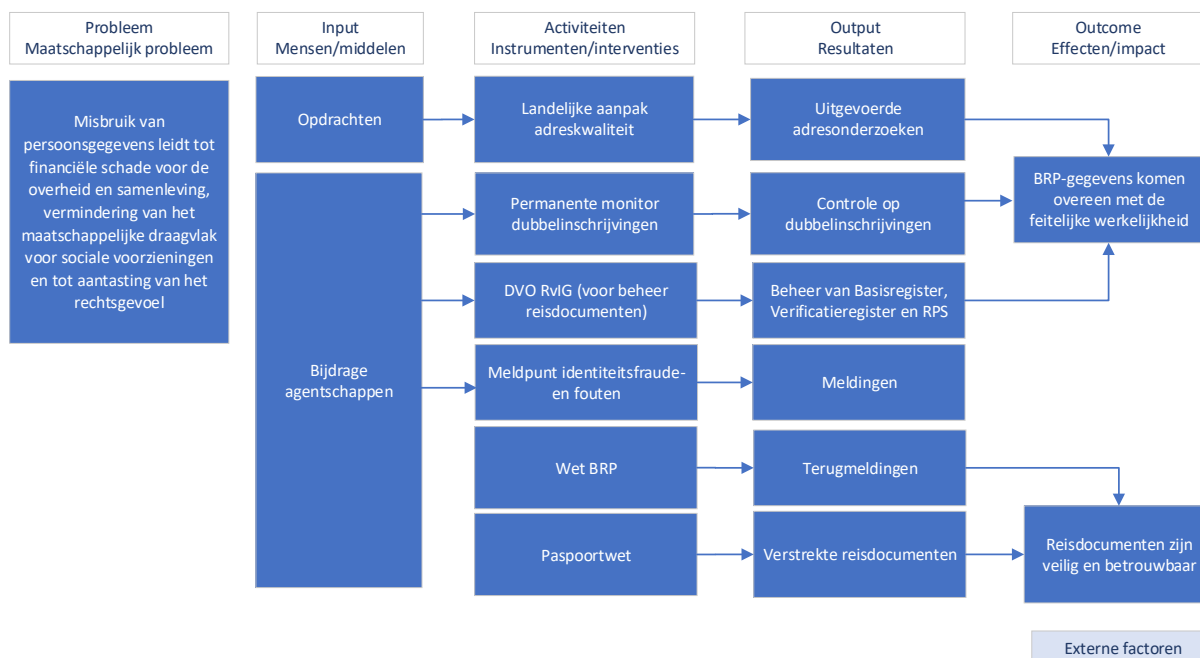 Probleem
Maatschappelijk probleem
Input
Mensen/middelen
Activiteiten
Instrumenten/interventies
Output
Resultaten
Outcome
Effecten/impact
Misbruik van
persoonsgegevens leidt tot
financiële schade voor de
overheid en samenleving,
vermindering van het
maatschappelijke draagvlak
voor sociale voorzieningen
en tot aantasting van het
rechtsgevoel
Opdrachten
Landelijke aanpak
adreskwaliteit
Uitgevoerde
adresonderzoeken
Bijdrage
agentschappen
Permanente monitor
dubbelinschrijvingen
Controle op
dubbelinschrijvingen
BRP-gegevens komen
overeen met de
feitelijke werkelijkheid
DVO RvIG (voor beheer
reisdocumenten)
Beheer van Basisregister,
Verificatieregister en RPS
Meldpunt identiteitsfraude-
en fouten
Meldingen
Wet BRP
Terugmeldingen
Paspoortwet
Verstrekte reisdocumenten
Reisdocumenten zijn
veilig en betrouwbaar
Externe factoren